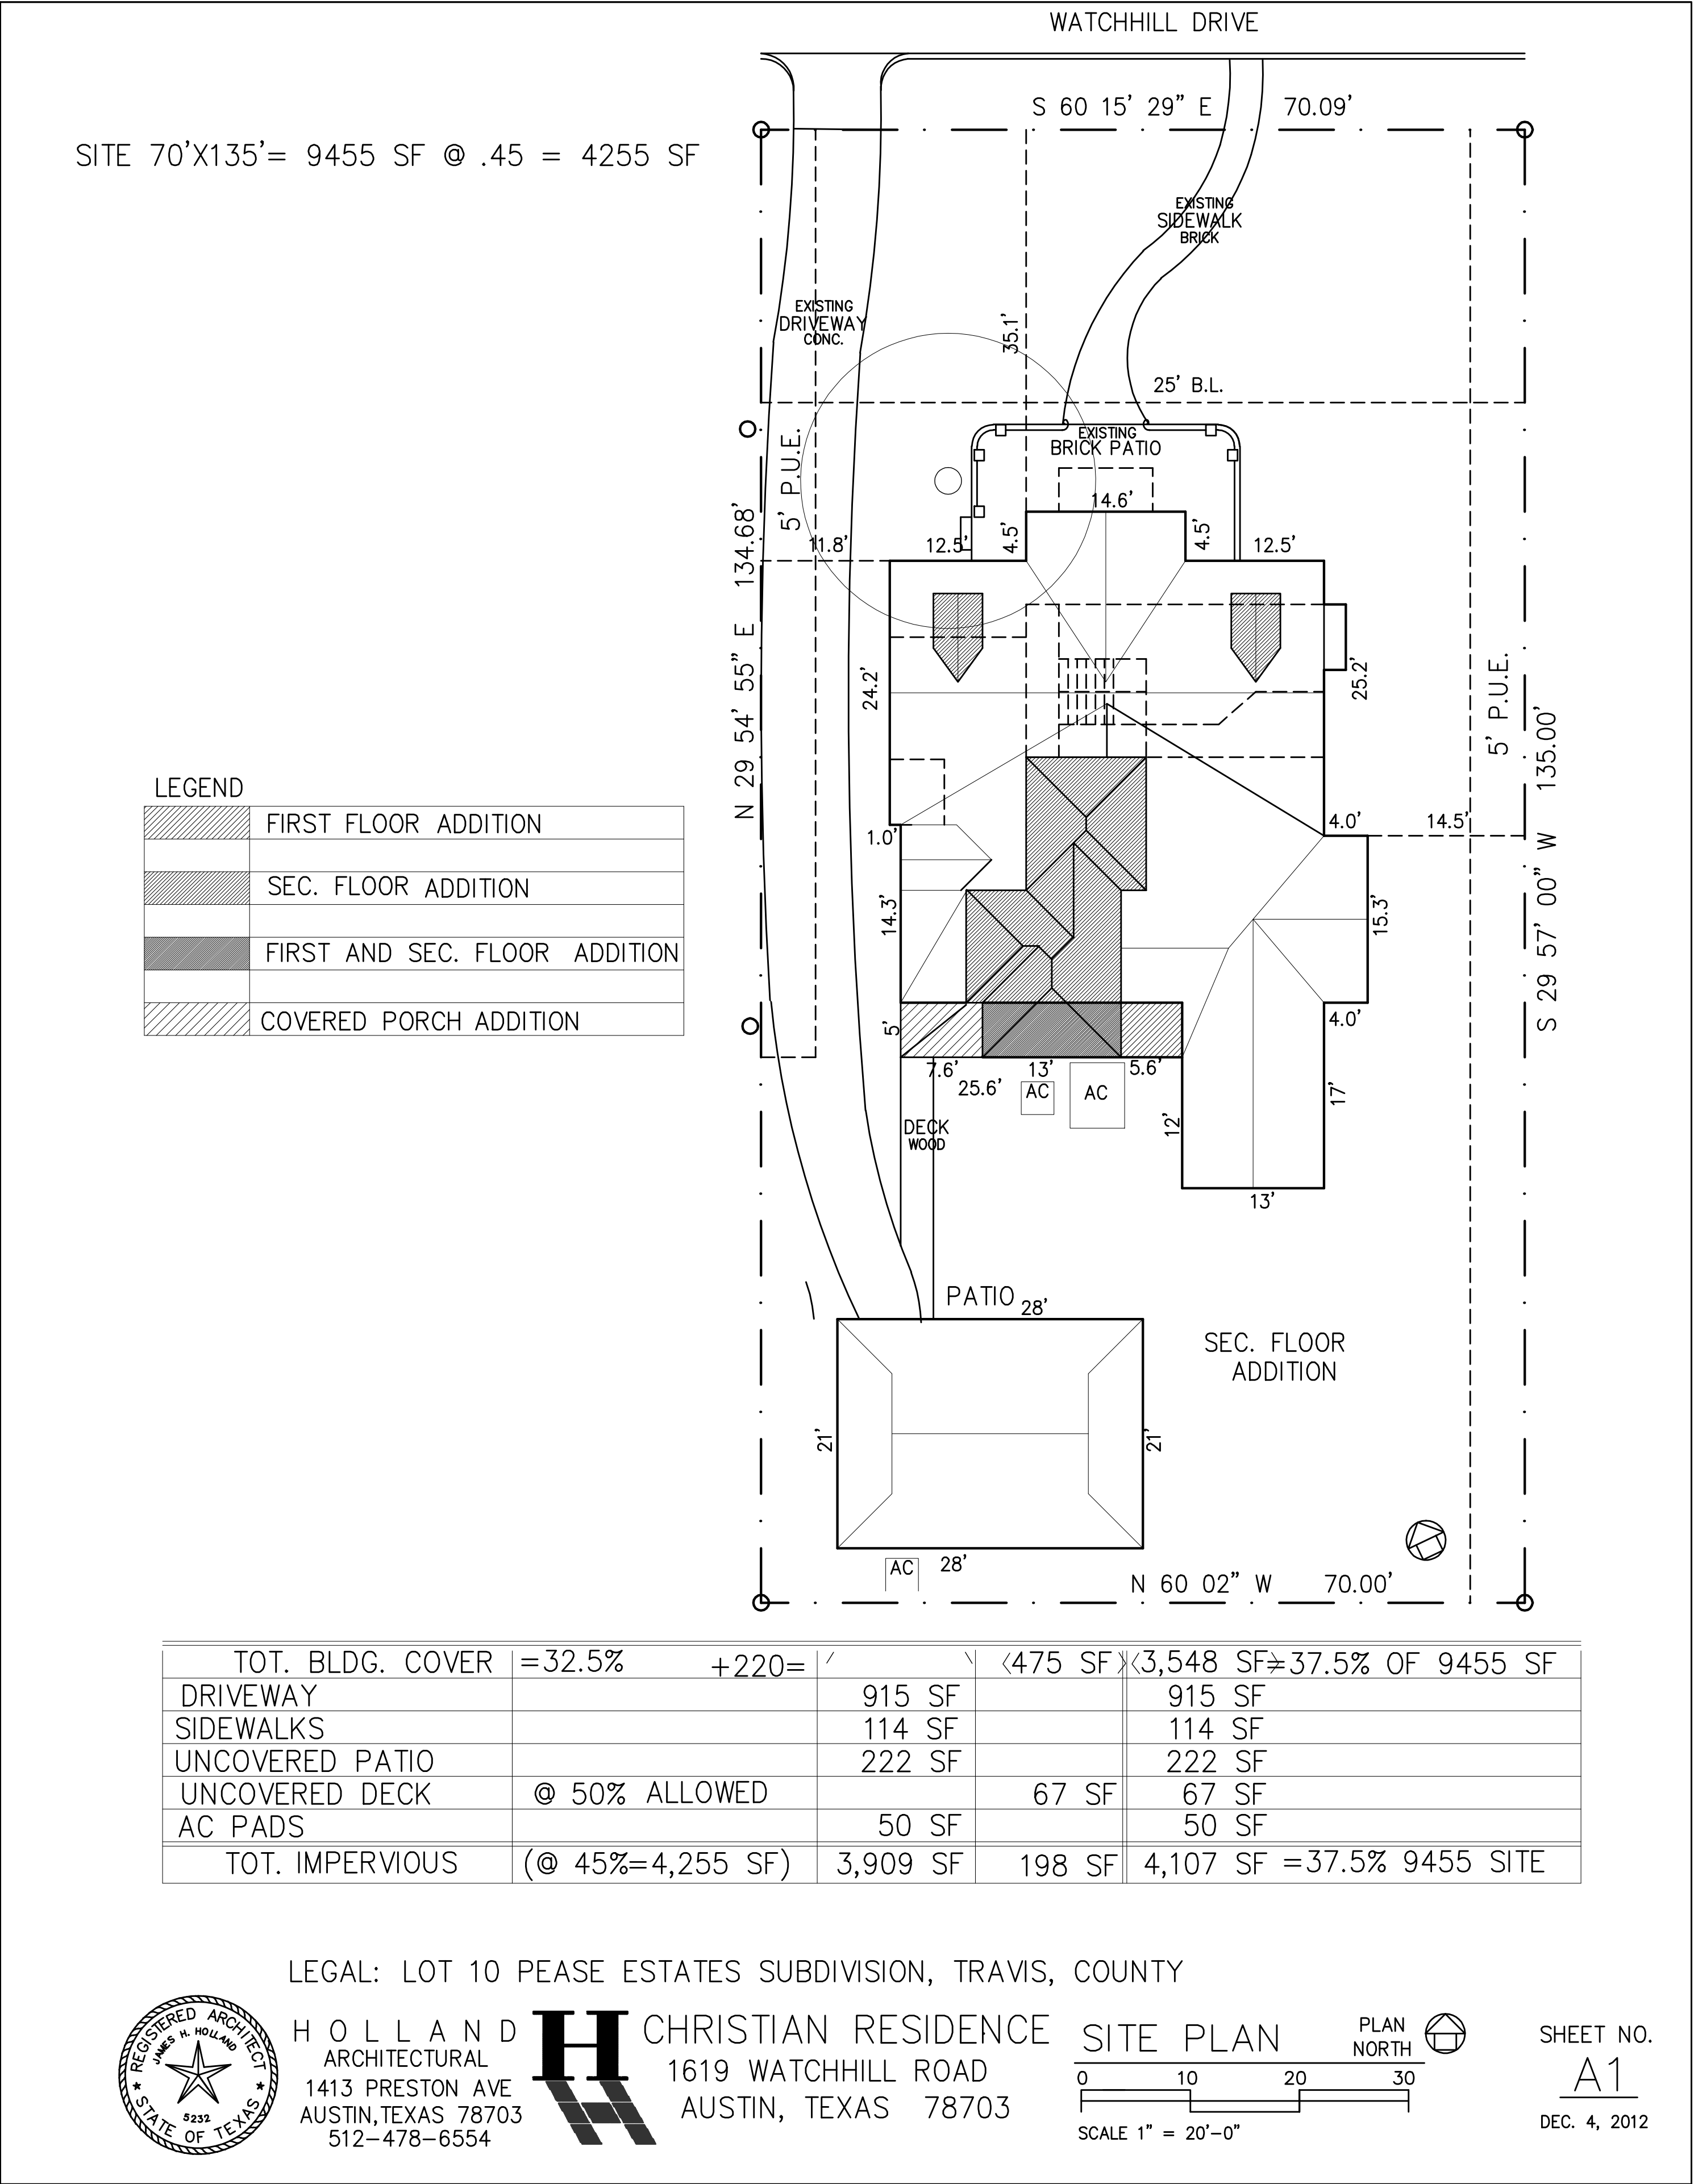 WATCHHILL DRIVE
S 60 15' 29" E 70.09'
SITE 70'X135'= 9455 SF @ .45 = 4255 SF
EXISTING
SIDEWALK
BRICK
EXISTING
DRIVEWAY
CONC.
35.1'
25' B.L.
5' P.U.E.
EXISTING
BRICK PATIO
14.6'
4.5'
4.5'
11.8'
12.5'
12.5'
N 29 54' 55" E 134.68'
24.2'
25.2'
5' P.U.E.
S 29 57' 00" W 135.00'
LEGEND
FIRST FLOOR ADDITION
SEC. FLOOR ADDITION
FIRST AND SEC. FLOOR ADDITION
COVERED PORCH ADDITION
1.0'
4.0'
14.5'
14.3'
15.3'
4.0'
5'
7.6'
13'
5.6'
25.6'
AC
AC
17'
12'
DECK
WOOD
13'
PATIO
28'
SEC. FLOOR
ADDITION
21'
21'
AC
28'
N 60 02" W 70.00'
TOT. BLDG. COVER =32.5% +220= <475 SF> <3,548 SF>=37.5% OF 9455 SF
DRIVEWAY 915 SF 915 SF
SIDEWALKS 114 SF 114 SF
UNCOVERED PATIO 222 SF 222 SF
UNCOVERED DECK @ 50% ALLOWED 67 SF 67 SF
AC PADS 50 SF 50 SF
TOT. IMPERVIOUS (@ 45%=4,255 SF) 3,909 SF 198 SF 4,107 SF =37.5% 9455 SITE
LEGAL: LOT 10 PEASE ESTATES SUBDIVISION, TRAVIS, COUNTY
REGISTERED ARCHITECT
JAMES H. HOLLAND
5232
STATE OF TEXAS
HOLLAND
ARCHITECTURAL
1413 PRESTON AVE
AUSTIN,TEXAS 78703
512-478-6554
H
CHRISTIAN RESIDENCE
1619 WATCHHILL ROAD
AUSTIN, TEXAS 78703
SITE PLAN
PLAN
NORTH
0 10 20 30
SCALE 1" = 20'-0"
SHEET NO.
A1
DEC. 4, 2012